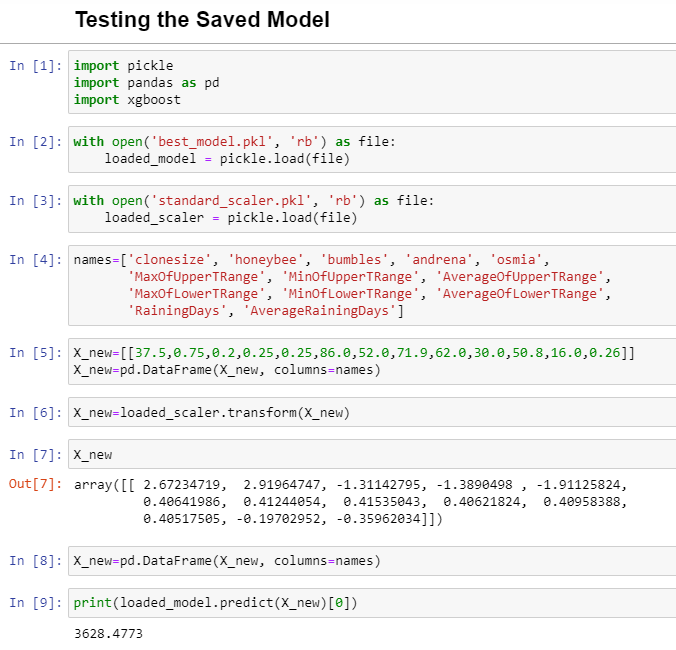 Testing the Saved Model
In [1]:
import pickle
import pandas as pd
import xgboost
In [2]:
with open('best_model.pkl', 'rb') as file:
    loaded_model = pickle.load(file)
In [3]:
with open('standard_scaler.pkl', 'rb') as file:
    loaded_scaler = pickle.load(file)
In [4]:
names=['clonesize', 'honeybee', 'bumbles', 'andrena', 'osmia',
       'MaxOfUpperTRange', 'MinOfUpperTRange', 'AverageOfUpperTRange',
       'MaxOfLowerTRange', 'MinOfLowerTRange', 'AverageOfLowerTRange',
       'RainingDays', 'AverageRainingDays']
In [5]:
X_new=[[37.5,0.75,0.2,0.25,0.25,86.0,52.0,71.9,62.0,30.0,50.8,16.0,0.26]]
X_new=pd.DataFrame(X_new, columns=names)
In [6]:
X_new=loaded_scaler.transform(X_new)
In [7]:
X_new
Out[7]:
array([[ 2.67234719,  2.91964747, -1.31142795, -1.3890498 , -1.91125824,
         0.40641986,  0.41244054,  0.41535043,  0.40621824,  0.40958388,
         0.40517505, -0.19702952, -0.35962034]])
In [8]:
X_new=pd.DataFrame(X_new, columns=names)
In [9]:
print(loaded_model.predict(X_new)[0])
3628.4773